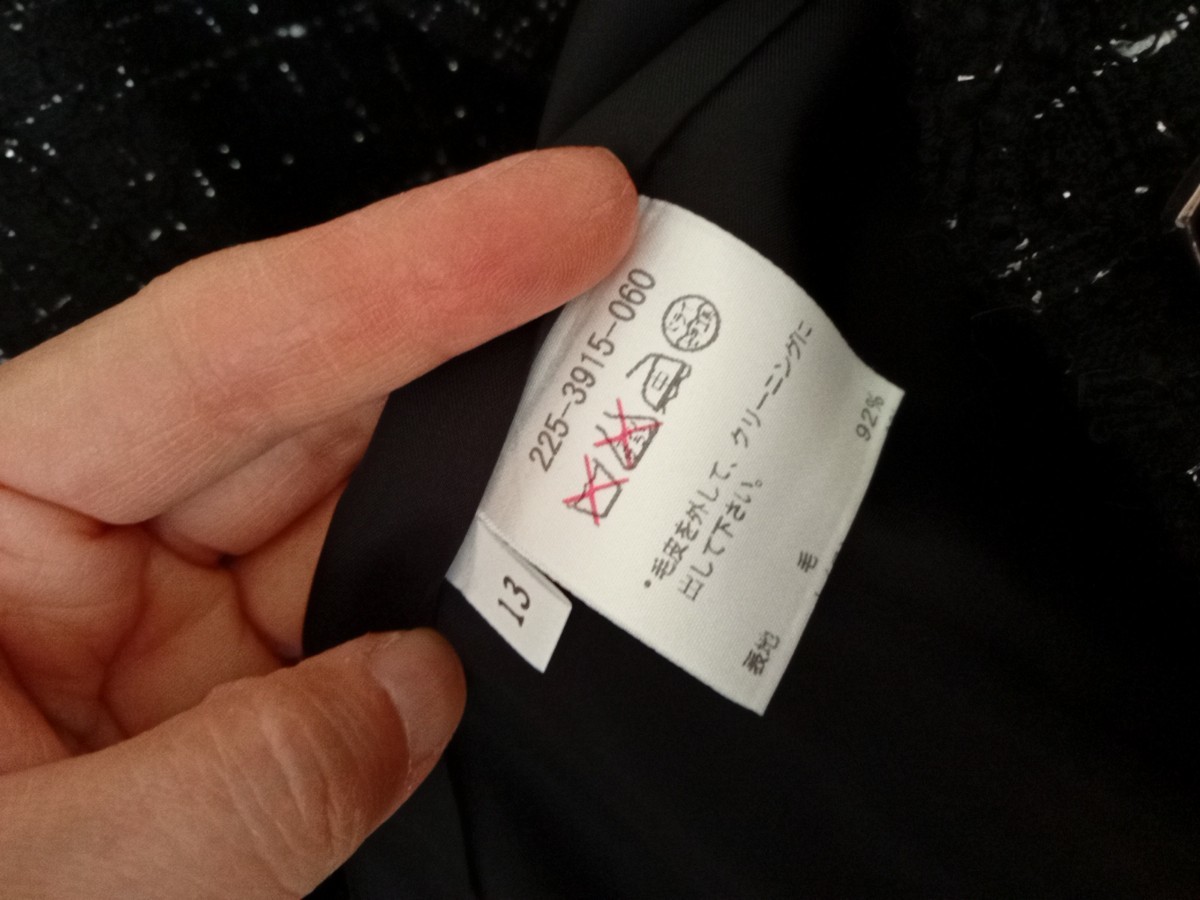 225-3915-060
・毛皮を外して、クリーニングに
出して下さい。
表地 毛 92%
13